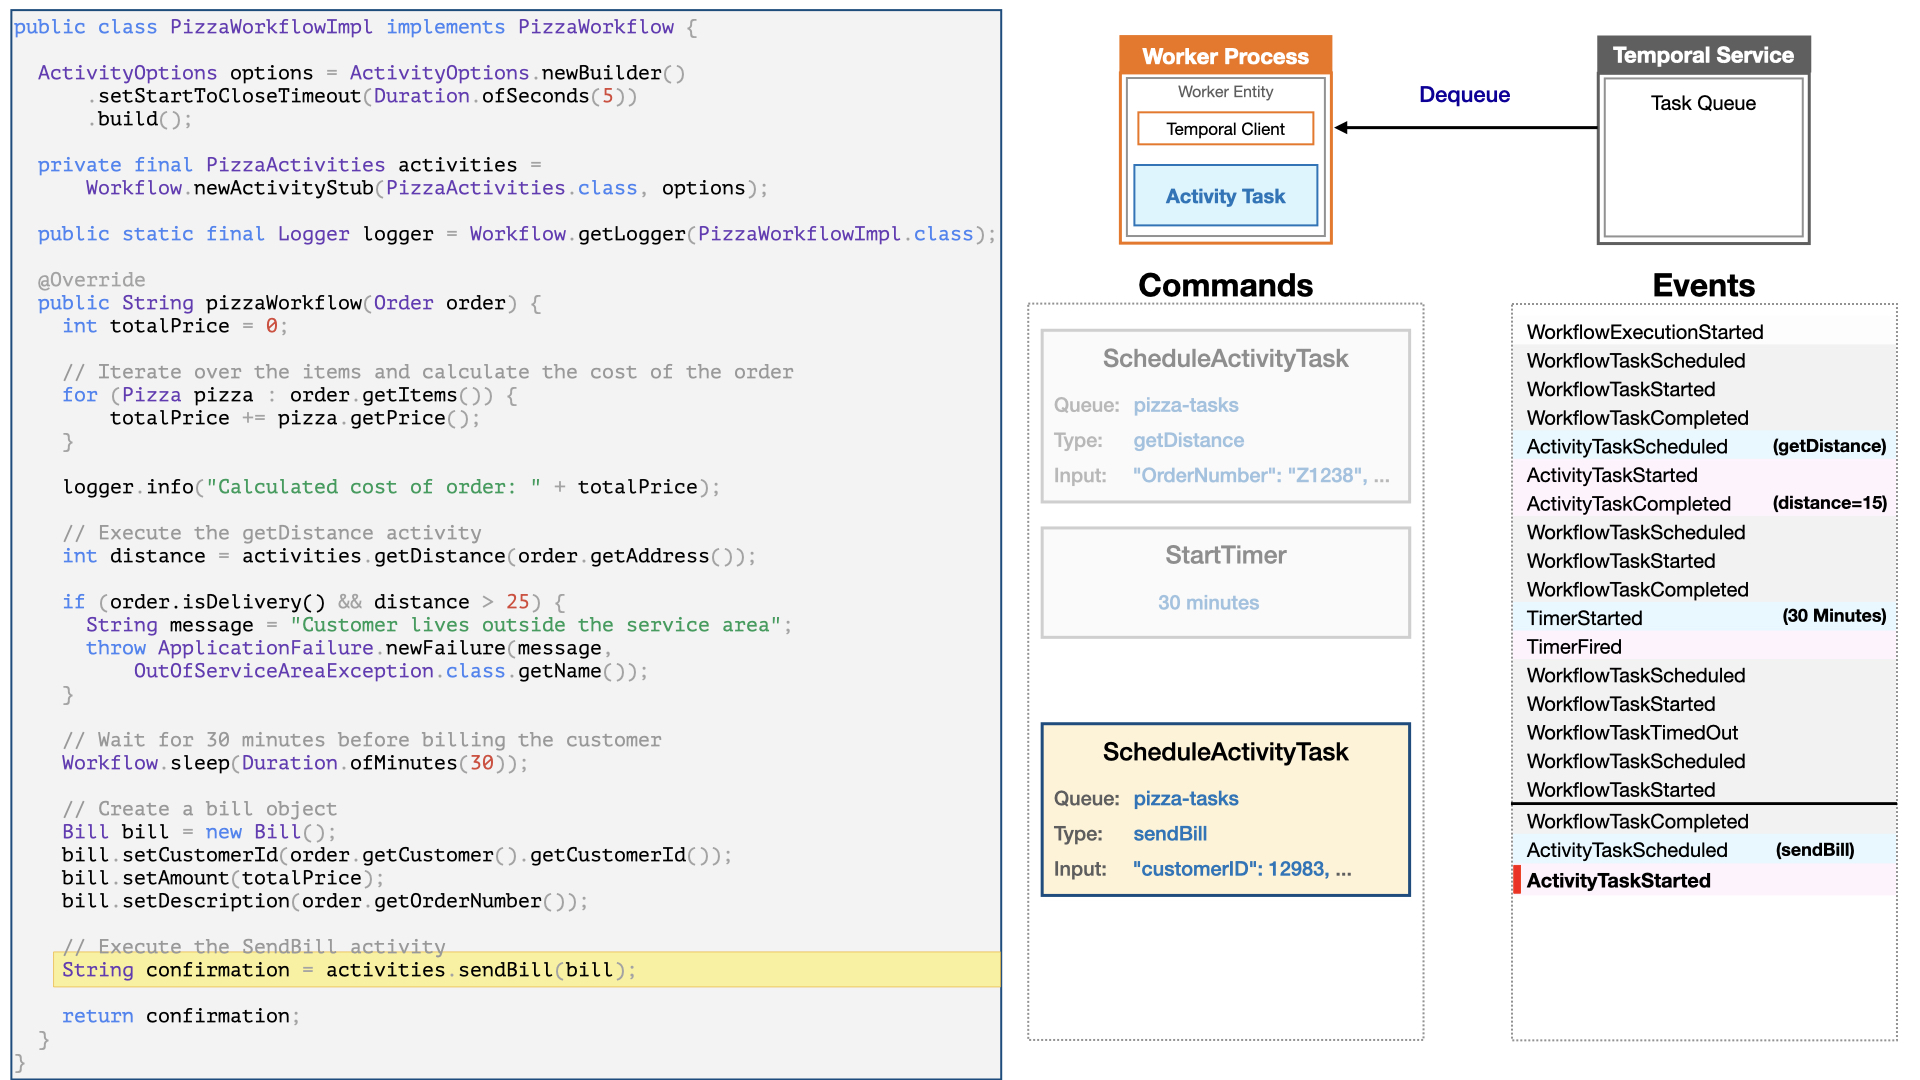 public class PizzaWorkflowImpl implements PizzaWorkflow {
ActivityOptions options = ActivityOptions.newBuilder()
.setStartToCloseTimeout(Duration.ofSeconds(5))
.build();
private final PizzaActivities activities =
Workflow.newActivityStub(PizzaActivities.class, options);
public static final Logger logger = Workflow.getLogger(PizzaWorkflowImpl.class);
@Override
public String pizzaWorkflow(Order order) {
int totalPrice = 0;
// Iterate over the items and calculate the cost of the order
for (Pizza pizza : order.getItems()) {
totalPrice += pizza.getPrice();
}
logger.info("Calculated cost of order: " + totalPrice);
// Execute the getDistance activity
int distance = activities.getDistance(order.getAddress());
if (order.isDelivery() && distance > 25) {
String message = "Customer lives outside the service area";
throw ApplicationFailure.newFailure(message,
OutOfServiceAreaException.class.getName());
}
// Wait for 30 minutes before billing the customer
Workflow.sleep(Duration.ofMinutes(30));
// Create a bill object
Bill bill = new Bill();
bill.setCustomerId(order.getCustomer().getCustomerId());
bill.setAmount(totalPrice);
bill.setDescription(order.getOrderNumber());
// Execute the SendBill activity
String confirmation = activities.sendBill(bill);
return confirmation;
}
}
Worker Process
Worker Entity
Temporal Client
Activity Task
Dequeue
Temporal Service
Task Queue
Commands
ScheduleActivityTask
Queue: pizza-tasks
Type: getDistance
Input: "OrderNumber": "Z1238", ...
StartTimer
30 minutes
ScheduleActivityTask
Queue: pizza-tasks
Type: sendBill
Input: "customerID": 12983, ...
Events
WorkflowExecutionStarted
WorkflowTaskScheduled
WorkflowTaskStarted
WorkflowTaskCompleted
ActivityTaskScheduled (getDistance)
ActivityTaskStarted
ActivityTaskCompleted (distance=15)
WorkflowTaskScheduled
WorkflowTaskStarted
WorkflowTaskCompleted
TimerStarted (30 Minutes)
TimerFired
WorkflowTaskScheduled
WorkflowTaskStarted
WorkflowTaskTimedOut
WorkflowTaskScheduled
WorkflowTaskStarted
WorkflowTaskCompleted
ActivityTaskScheduled (sendBill)
ActivityTaskStarted